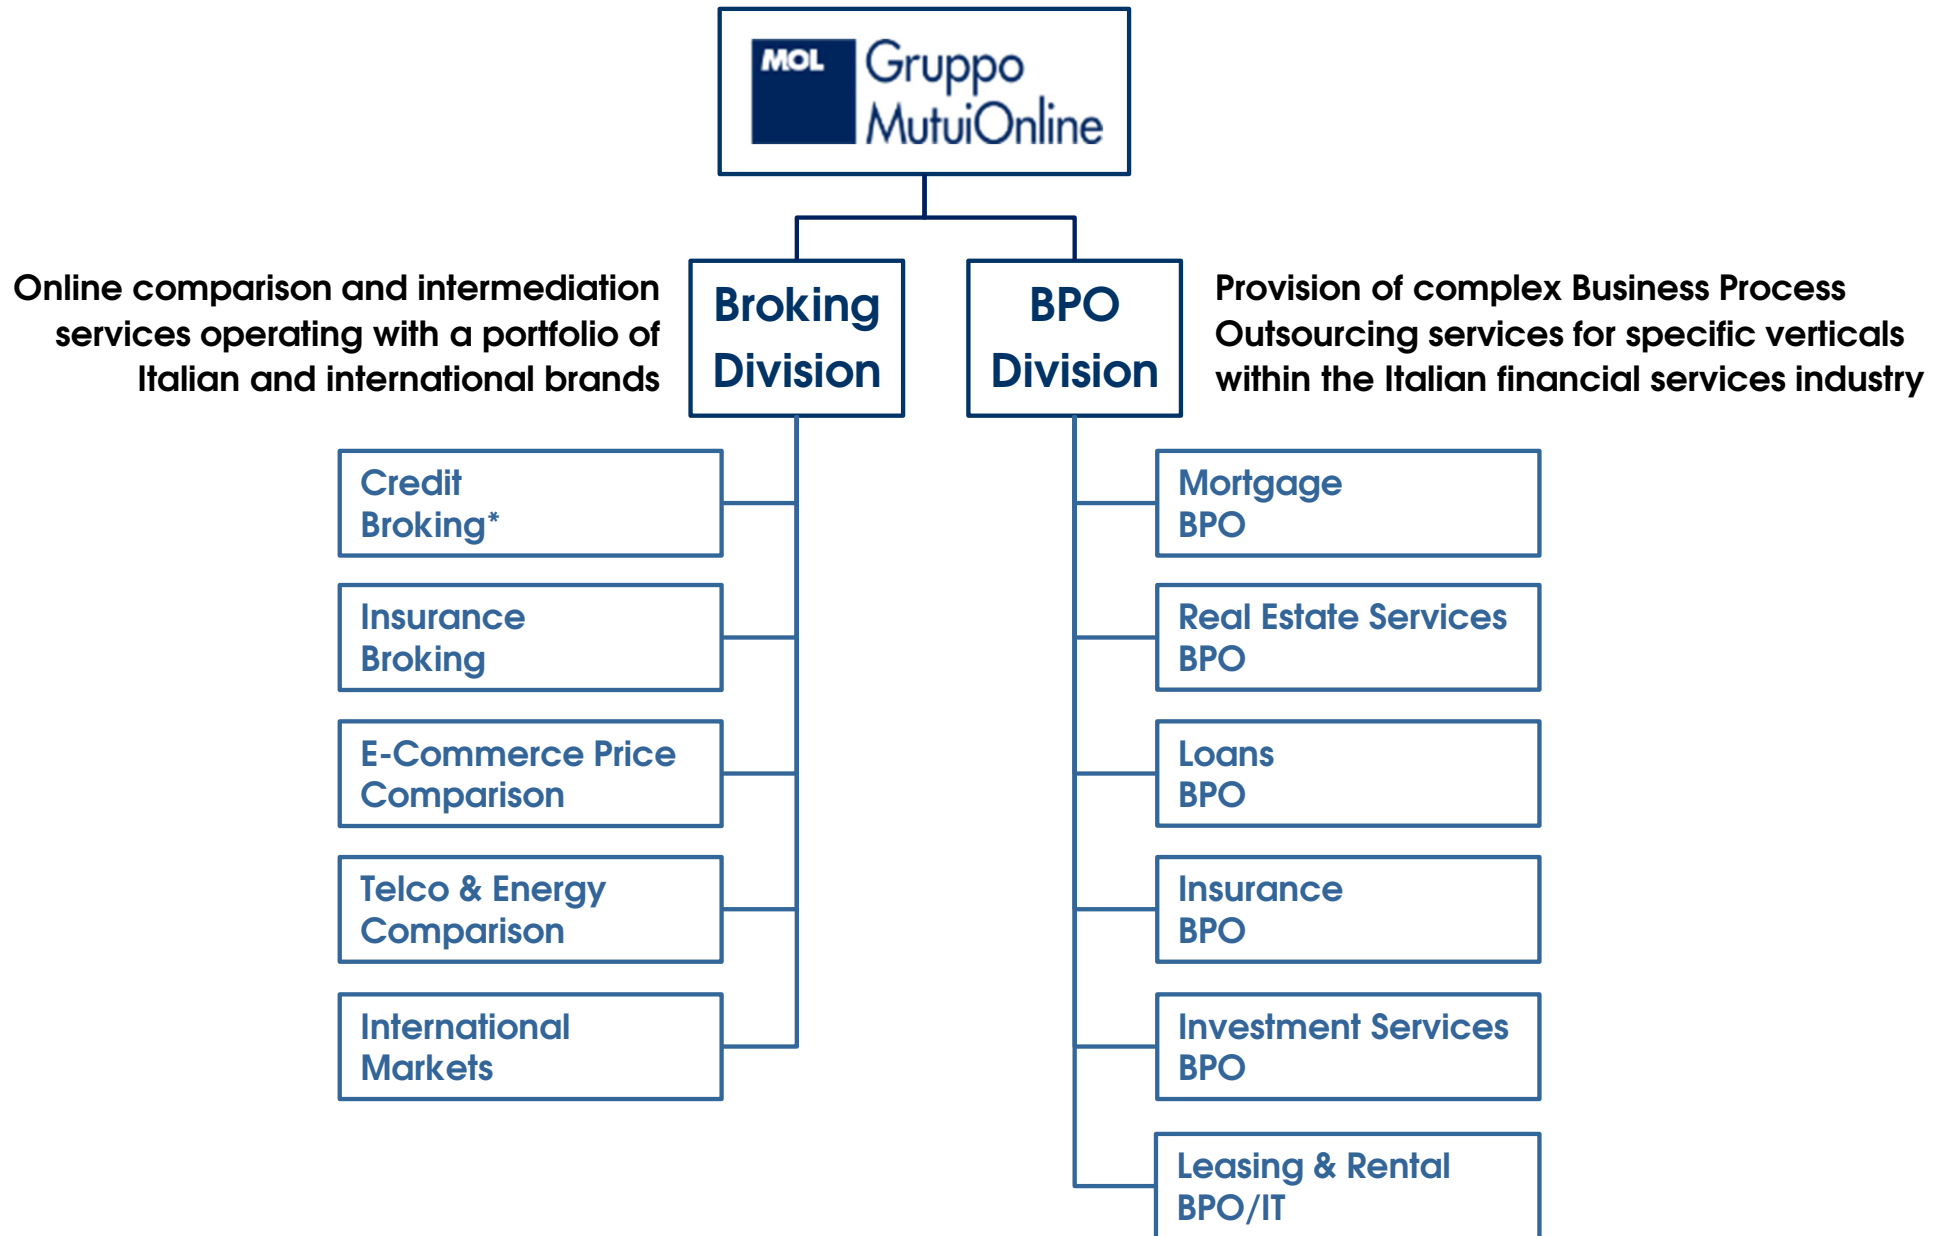 MOL
Gruppo
MutuiOnline
Online comparison and intermediation
services operating with a portfolio of
Italian and international brands
Broking
Division
BPO
Division
Provision of complex Business Process
Outsourcing services for specific verticals
within the Italian financial services industry
Credit
Broking*
Insurance
Broking
E-Commerce Price
Comparison
Telco & Energy
Comparison
International
Markets
Mortgage
BPO
Real Estate Services
BPO
Loans
BPO
Insurance
BPO
Investment Services
BPO
Leasing & Rental
BPO/IT